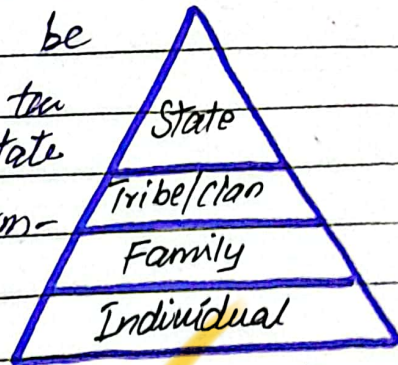 be
State
tate
Tribe/clan
m-
Family
Individual